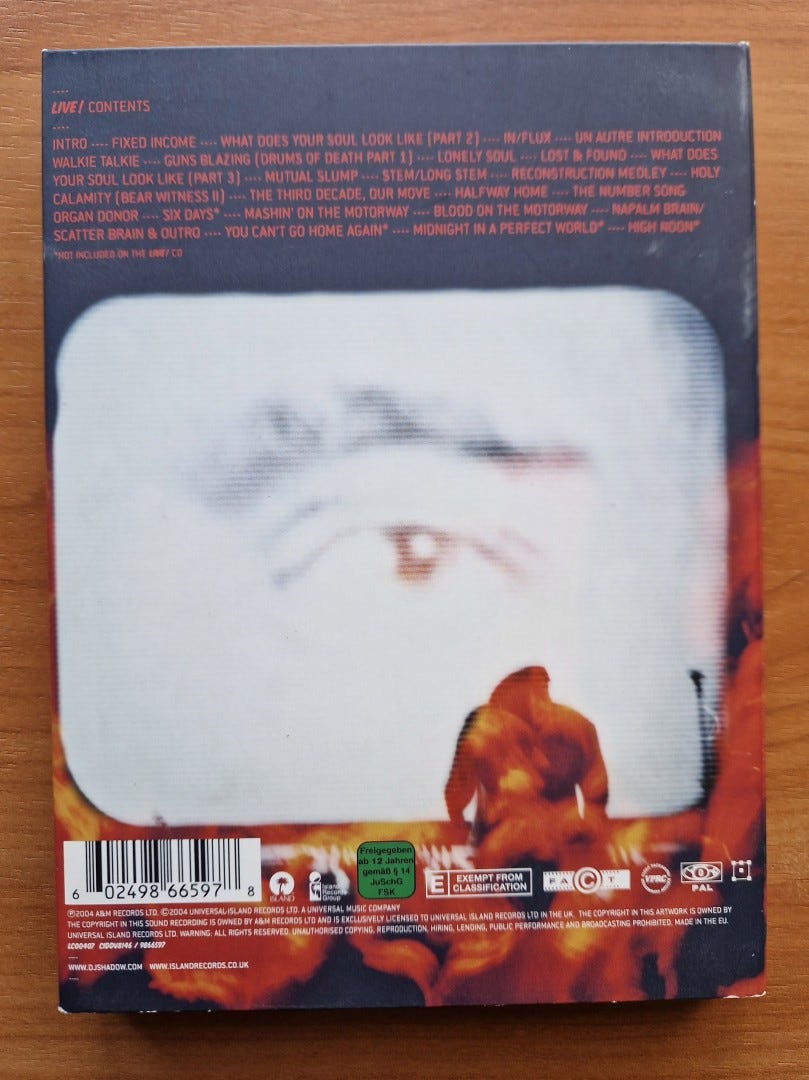 LIVE! CONTENTS
INTRO ---- FIXED INCOME ---- WHAT DOES YOUR SOUL LOOK LIKE (PART 2) ---- IN/FLUX ---- UN AUTRE INTRODUCTION
WALKIE TALKIE ---- GUNS BLAZING (DRUMS OF DEATH PART 1) ---- LONELY SOUL ---- LOST & FOUND ---- WHAT DOES
YOUR SOUL LOOK LIKE (PART 3) ---- MUTUAL SLUMP ---- STEM/LONG STEM ---- RECONSTRUCTION MEDLEY ---- HOLY
CALAMITY (BEAR WITNESS II) ---- THE THIRD DECADE, OUR MOVE ---- HALFWAY HOME ---- THE NUMBER SONG
ORGAN DONOR ---- SIX DAYS* ---- MASHIN' ON THE MOTORWAY ---- BLOOD ON THE MOTORWAY ---- NAPALM BRAIN/
SCATTER BRAIN & OUTRO ---- YOU CAN'T GO HOME AGAIN* ---- MIDNIGHT IN A PERFECT WORLD* ---- HIGH NOON*
*NOT INCLUDED ON THE LIVE! CD
6 02498 66597 8
ISLAND
Island
Records
Group
Freigegeben
ab 12 Jahren
gemäß § 14
JuSchG
FSK
E EXEMPT FROM
CLASSIFICATION
FACT
VPRC
PAL
℗2004 A&M RECORDS LTD. ©2004 UNIVERSAL-ISLAND RECORDS LTD. A UNIVERSAL MUSIC COMPANY
THE COPYRIGHT IN THIS SOUND RECORDING IS OWNED BY A&M RECORDS LTD AND IS EXCLUSIVELY LICENSED TO UNIVERSAL ISLAND RECORDS LTD IN THE UK. THE COPYRIGHT IN THIS ARTWORK IS OWNED BY
UNIVERSAL ISLAND RECORDS LTD. WARNING: ALL RIGHTS RESERVED. UNAUTHORISED COPYING, REPRODUCTION, HIRING, LENDING, PUBLIC PERFORMANCE AND BROADCASTING PROHIBITED. MADE IN THE EU.
LC00407 CIDDV8146 / 9866597
WWW.DJSHADOW.COM WWW.ISLANDRECORDS.CO.UK